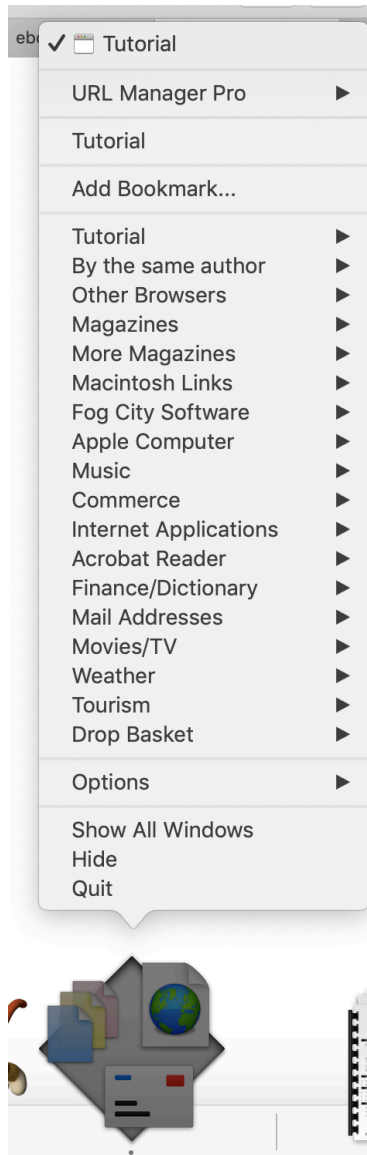 Tutorial
URL Manager Pro
Tutorial
Add Bookmark...
Tutorial
By the same author
Other Browsers
Magazines
More Magazines
Macintosh Links
Fog City Software
Apple Computer
Music
Commerce
Internet Applications
Acrobat Reader
Finance/Dictionary
Mail Addresses
Movies/TV
Weather
Tourism
Drop Basket
Options
Show All Windows
Hide
Quit